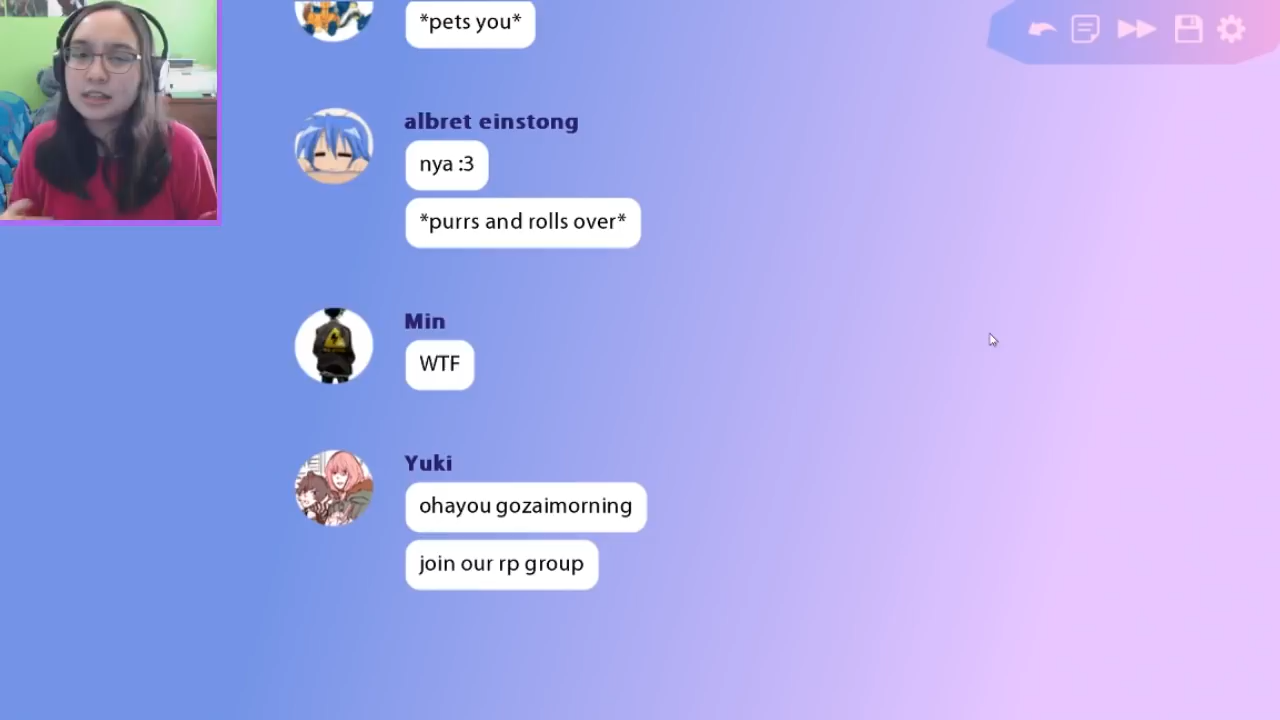 *pets you*
albret einstong
nya :3
*purrs and rolls over*
Min
WTF
Yuki
ohayou gozaimorning
join our rp group